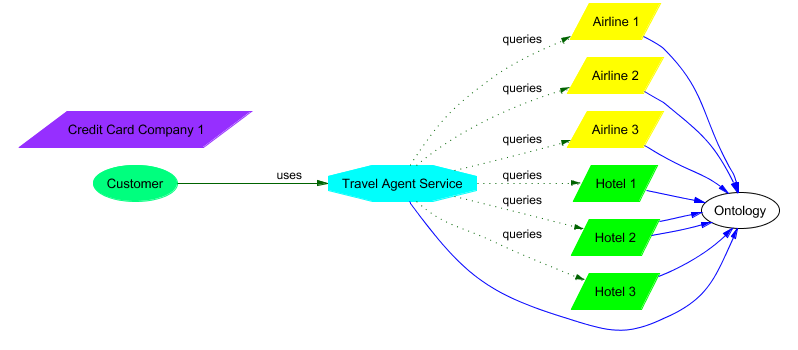 Airline 1
queries
Airline 2
queries
Credit Card Company 1
Airline 3
queries
Customer
uses
Travel Agent Service
queries
Hotel 1
queries
Ontology
Hotel 2
queries
Hotel 3